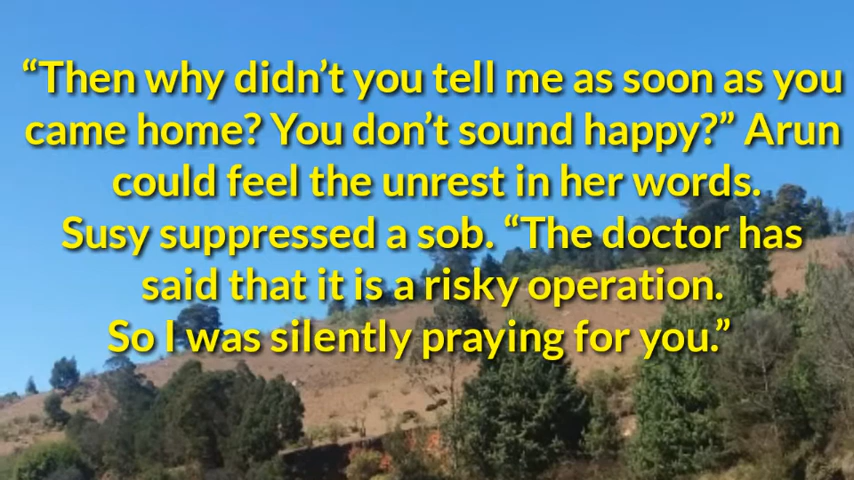 “Then why didn’t you tell me as soon as you
came home? You don’t sound happy?” Arun
could feel the unrest in her words.
Susy suppressed a sob. “The doctor has
said that it is a risky operation.
So I was silently praying for you.”